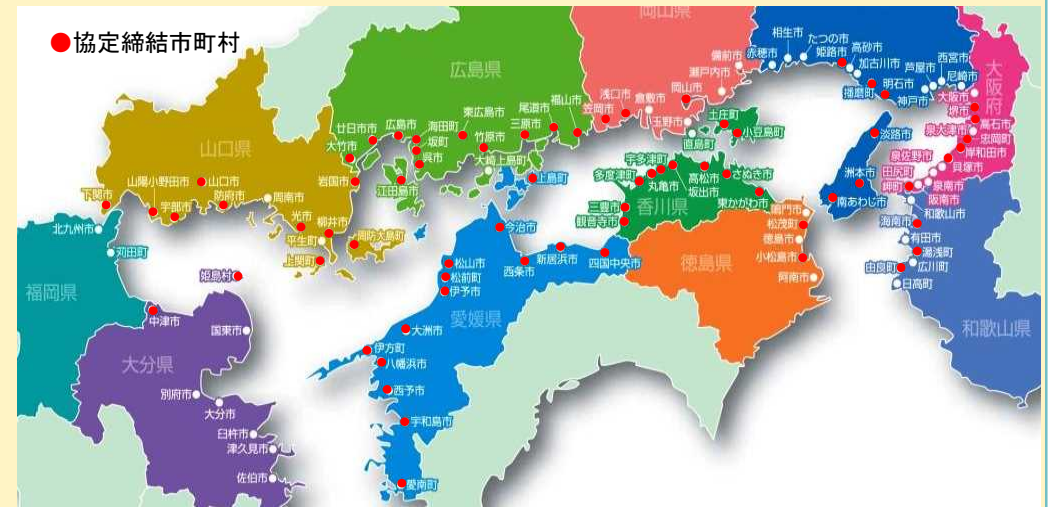 ●協定締結市町村
岡山県
広島県
山口県
福岡県
大分県
愛媛県
香川県
徳島県
大阪府
和歌山県
相生市
たつの市
赤穂市
姫路市
高砂市
加古川市
播磨町
明石市
神戸市
芦屋市
西宮市
尼崎市
大阪市
堺市
高石市
泉大津市
忠岡町
岸和田市
貝塚市
泉佐野市
田尻町
泉南市
阪南市
岬町
和歌山市
海南市
有田市
湯浅町
広川町
由良町
日高町
淡路市
洲本市
南あわじ市
備前市
瀬戸内市
岡山市
玉野市
倉敷市
浅口市
笠岡市
福山市
尾道市
三原市
竹原市
東広島市
大崎上島町
海田町
坂町
呉市
広島市
江田島市
廿日市市
大竹市
岩国市
周防大島町
柳井市
平生町
上関町
光市
周南市
防府市
山口市
宇部市
山陽小野田市
下関市
北九州市
苅田町
姫島村
中津市
国東市
別府市
大分市
臼杵市
津久見市
佐伯市
上島町
今治市
西条市
新居浜市
四国中央市
松山市
松前町
伊予市
大洲市
伊方町
八幡浜市
西予市
宇和島市
愛南町
土庄町
小豆島町
直島町
宇多津町
多度津町
丸亀市
坂出市
高松市
さぬき市
東かがわ市
三豊市
観音寺市
鳴門市
松茂町
徳島市
小松島市
阿南市